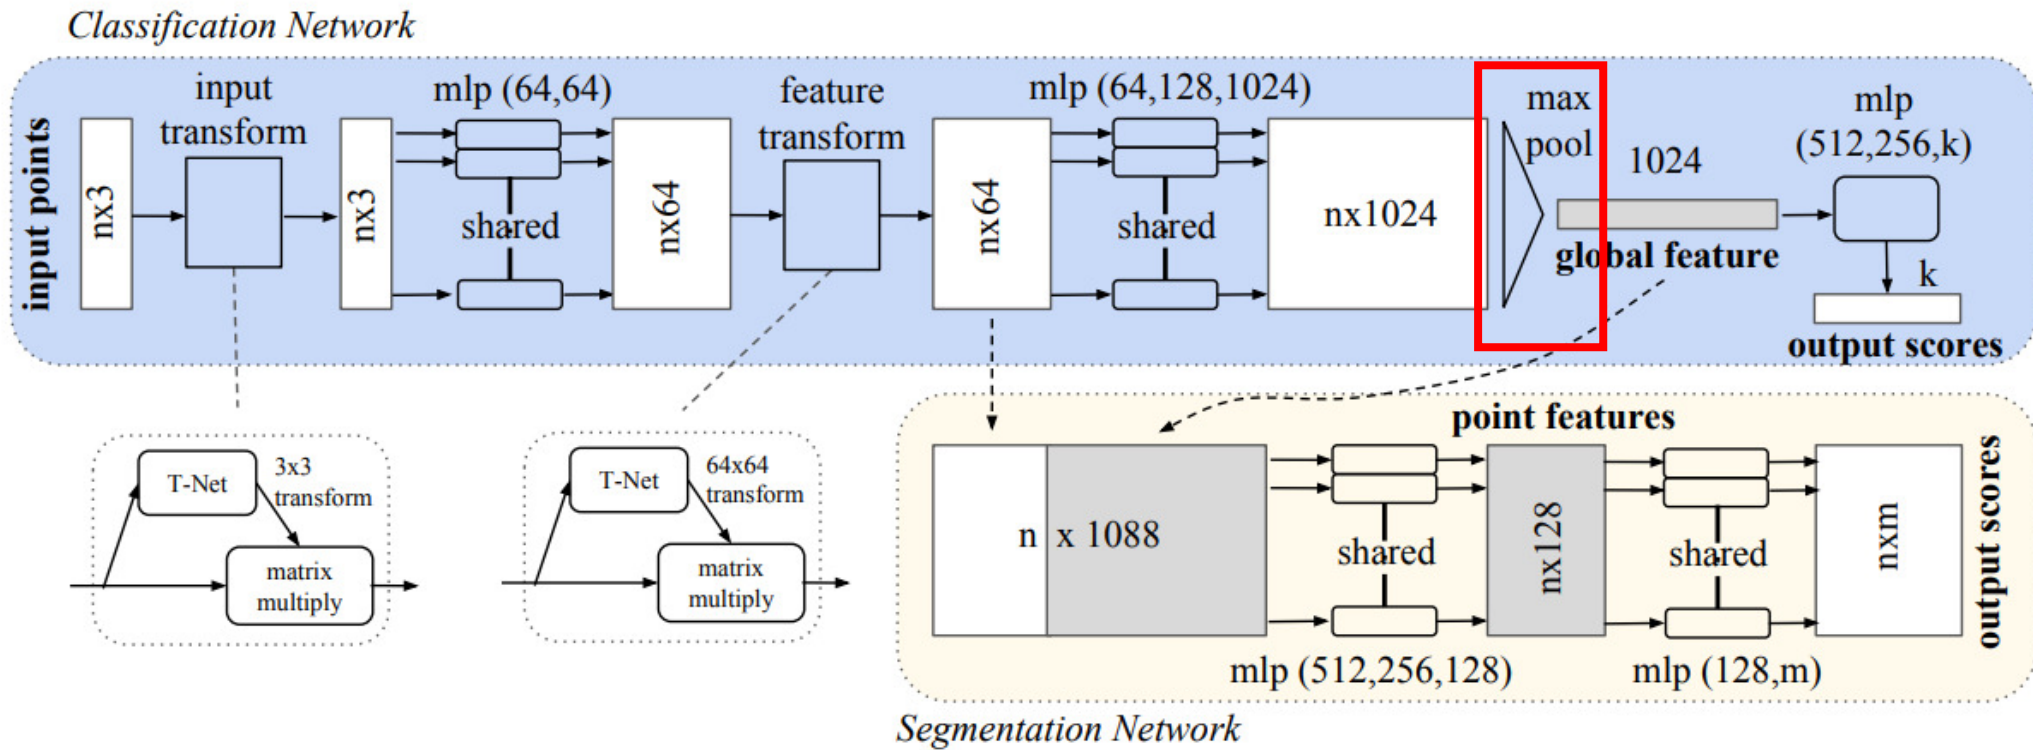 Classification Network
input points
nx3
input
transform
nx3
mlp (64,64)
shared
nx64
feature
transform
nx64
mlp (64,128,1024)
shared
nx1024
max
pool
1024
global feature
mlp
(512,256,k)
k
output scores
T-Net
3x3
transform
matrix
multiply
T-Net
64x64
transform
matrix
multiply
point features
n x 1088
shared
mlp (512,256,128)
nx128
shared
mlp (128,m)
nxm
output scores
Segmentation Network